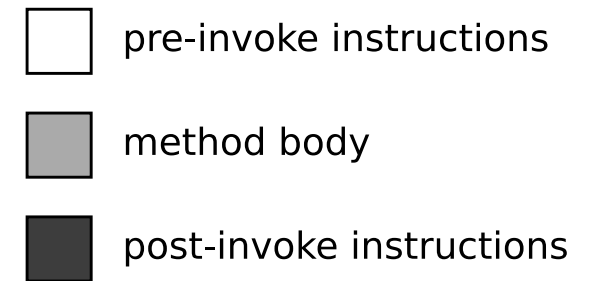 pre-invoke instructions
method body
post-invoke instructions